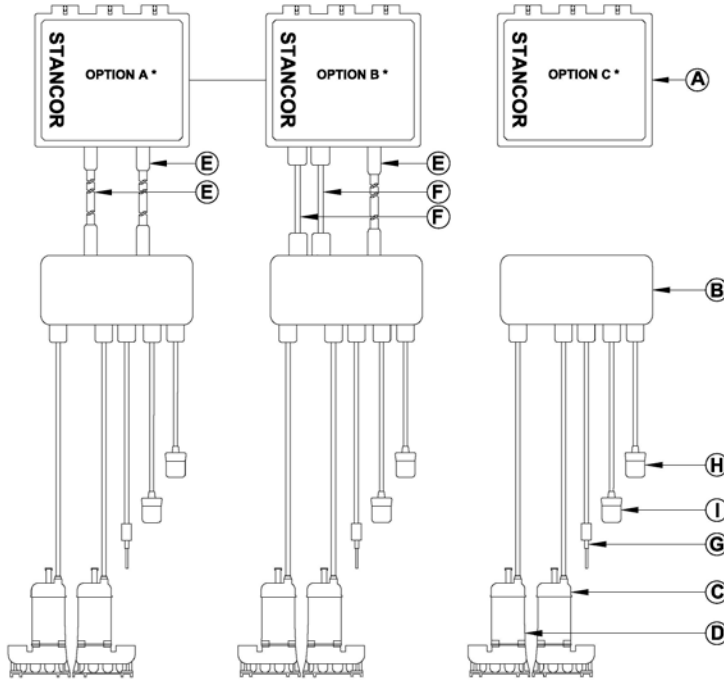 STANCOR
OPTION A *
STANCOR
OPTION B *
STANCOR
OPTION C *
A
E
E
E
F
F
B
H
I
G
C
D